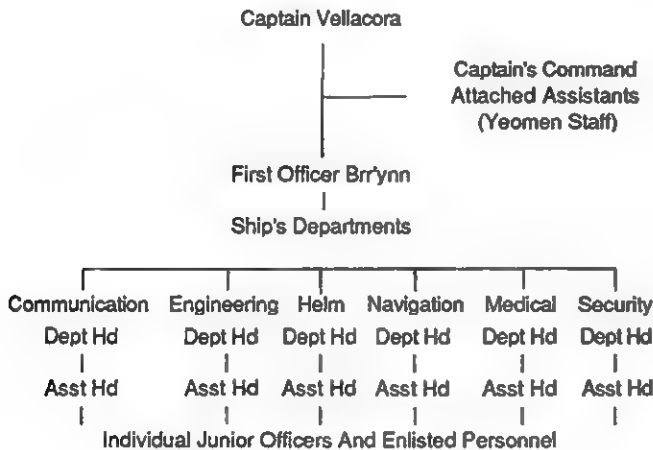 Captain Vellacora
Captain's Command
Attached Assistants
(Yeomen Staff)
First Officer Brr'ynn
Ship's Departments
Communication Engineering Helm Navigation Medical Security
Dept Hd Dept Hd Dept Hd Dept Hd Dept Hd Dept Hd
Asst Hd Asst Hd Asst Hd Asst Hd Asst Hd Asst Hd
Individual Junior Officers And Enlisted Personnel